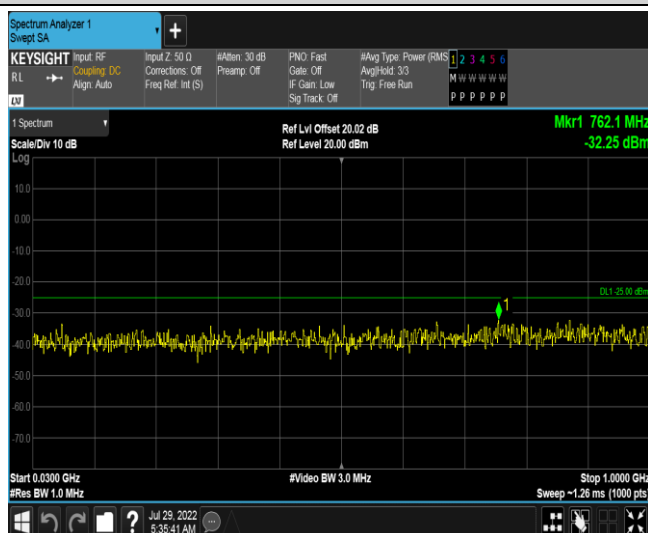 Spectrum Analyzer 1
Swept SA
+
KEYSIGHT
RL
LXI
Input: RF
Coupling: DC
Align: Auto
Input Z: 50 Ω
Corrections: Off
Freq Ref: Int (S)
#Atten: 30 dB
Preamp: Off
PNO: Fast
Gate: Off
IF Gain: Low
Sig Track: Off
#Avg Type: Power (RMS
Avg|Hold: 3/3
Trig: Free Run
1 2 3 4 5 6
M W W W W W
P P P P P P
1 Spectrum
Scale/Div 10 dB
Log
Ref Lvl Offset 20.02 dB
Ref Level 20.00 dBm
Mkr1 762.1 MHz
-32.25 dBm
10.0
0.00
-10.0
-20.0
-30.0
-40.0
-50.0
-60.0
-70.0
DL1 -25.00 dBm
1
Start 0.0300 GHz
#Res BW 1.0 MHz
#Video BW 3.0 MHz
Stop 1.0000 GHz
Sweep ~1.26 ms (1000 pts)
?
Jul 29, 2022
5:35:41 AM